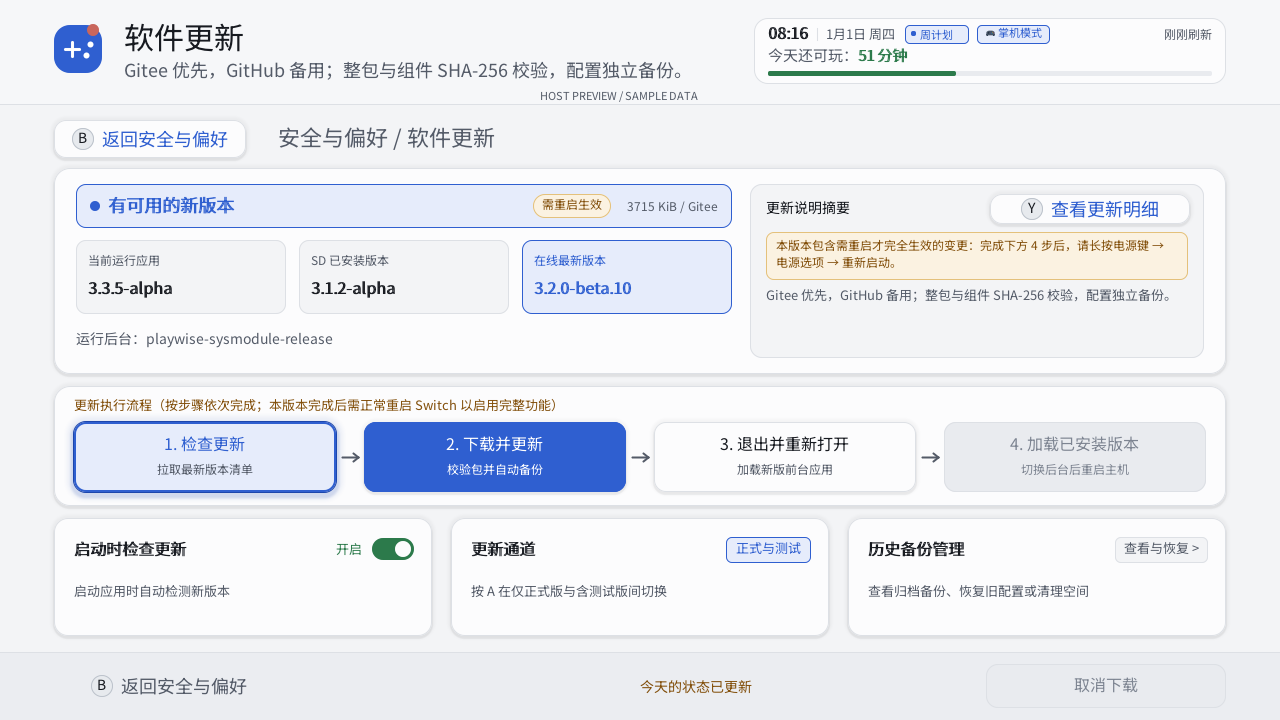 软件更新
Gitee 优先，GitHub 备用；整包与组件 SHA-256 校验，配置独立备份。
08:16
1月1日 周四
周计划
掌机模式
刚刚刷新
今天还可玩：51 分钟
HOST PREVIEW / SAMPLE DATA
B 返回安全与偏好
安全与偏好 / 软件更新
有可用的新版本
需重启生效
3715 KiB / Gitee
当前运行应用
3.3.5-alpha
SD 已安装版本
3.1.2-alpha
在线最新版本
3.2.0-beta.10
运行后台：playwise-sysmodule-release
更新说明摘要
Y 查看更新明细
本版本包含需重启才完全生效的变更：完成下方 4 步后，请长按电源键 →
电源选项 → 重新启动。
Gitee 优先，GitHub 备用；整包与组件 SHA-256 校验，配置独立备份。
更新执行流程（按步骤依次完成；本版本完成后需正常重启 Switch 以启用完整功能）
1. 检查更新
拉取最新版本清单
→
2. 下载并更新
校验包并自动备份
→
3. 退出并重新打开
加载新版前台应用
→
4. 加载已安装版本
切换后台后重启主机
启动时检查更新
开启
启动应用时自动检测新版本
更新通道
正式与测试
按 A 在仅正式版与含测试版间切换
历史备份管理
查看与恢复 >
查看归档备份、恢复旧配置或清理空间
B 返回安全与偏好
今天的状态已更新
取消下载